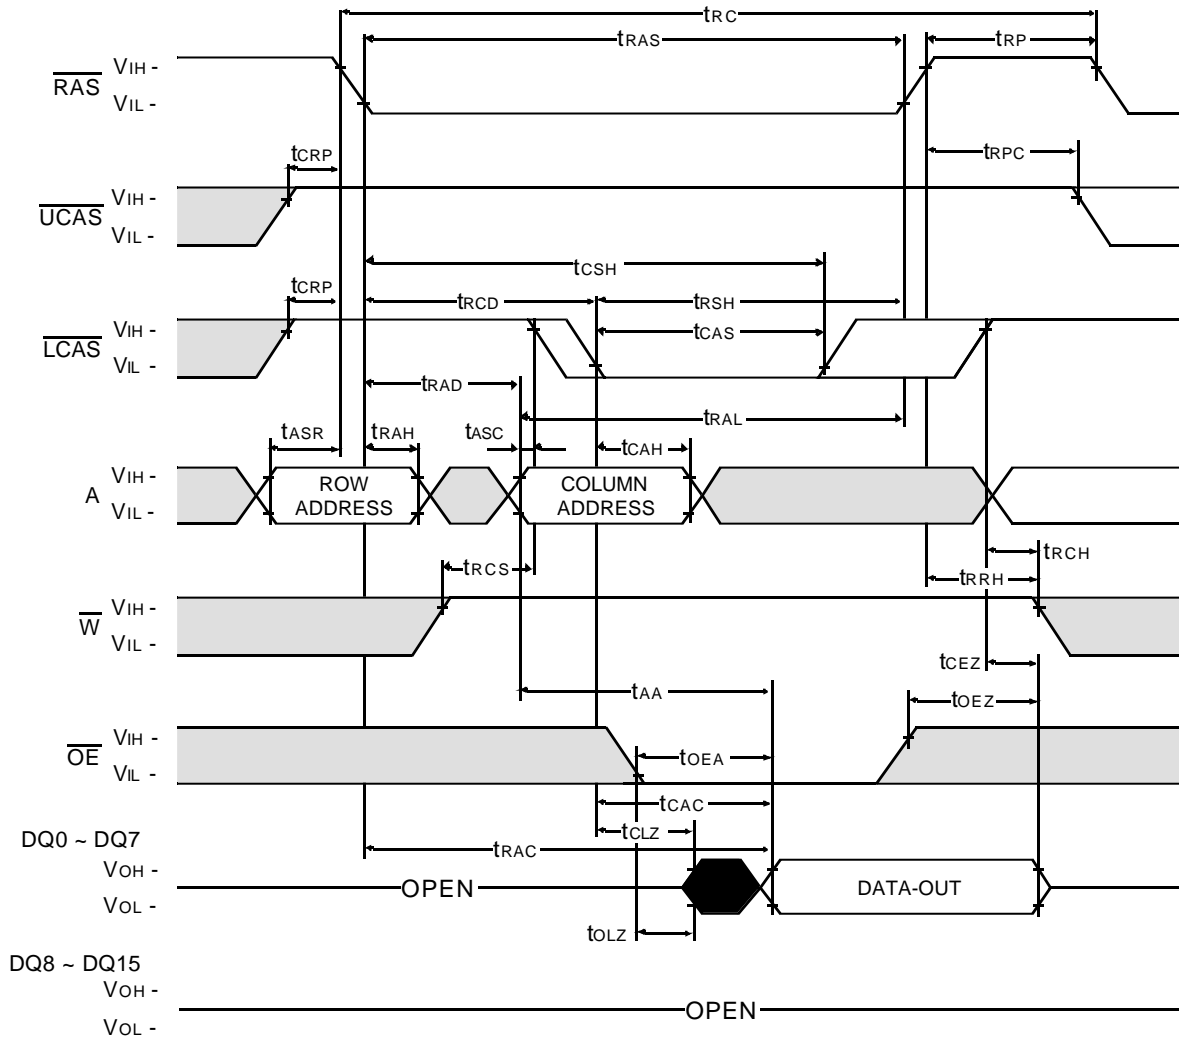 tRC
tRAS
tRP
RAS
VIH -
VIL -
tCRP
tRPC
UCAS
VIH -
VIL -
tCSH
tCRP
tRCD
tRSH
LCAS
VIH -
VIL -
tCAS
tRAD
tRAL
tASR
tRAH
tASC
tCAH
A
VIH -
VIL -
ROW
ADDRESS
COLUMN
ADDRESS
tRCH
tRCS
tRRH
W
VIH -
VIL -
tCEZ
tAA
tOEZ
OE
VIH -
VIL -
tOEA
tCAC
tCLZ
DQ0 ~ DQ7
tRAC
VOH -
VOL -
OPEN
DATA-OUT
tOLZ
DQ8 ~ DQ15
VOH -
VOL -
OPEN